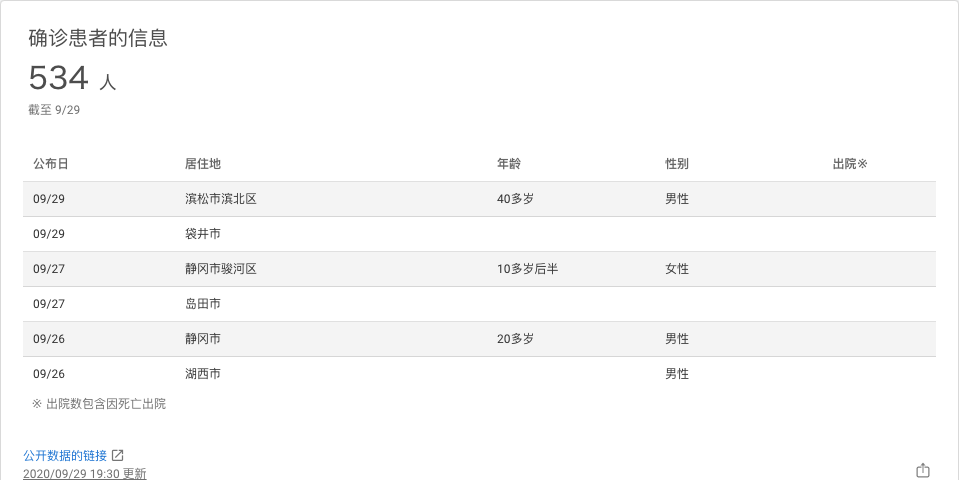 确诊患者的信息
534 人
截至 9/29
公布日 居住地 年龄 性别 出院※
09/29 滨松市滨北区 40多岁 男性
09/29 袋井市
09/27 静冈市骏河区 10多岁后半 女性
09/27 岛田市
09/26 静冈市 20多岁 男性
09/26 湖西市 男性
※ 出院数包含因死亡出院
公开数据的链接
2020/09/29 19:30 更新